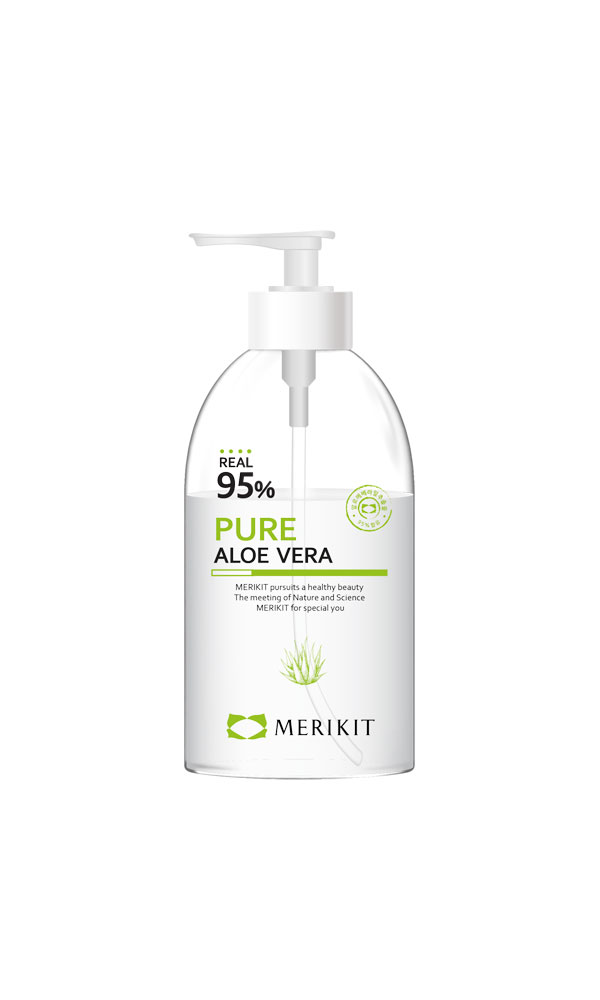 REAL
95%
PURE
ALOE VERA
MERIKIT pursuits a healthy beauty
The meeting of Nature and Science
MERIKIT for special you
MERIKIT